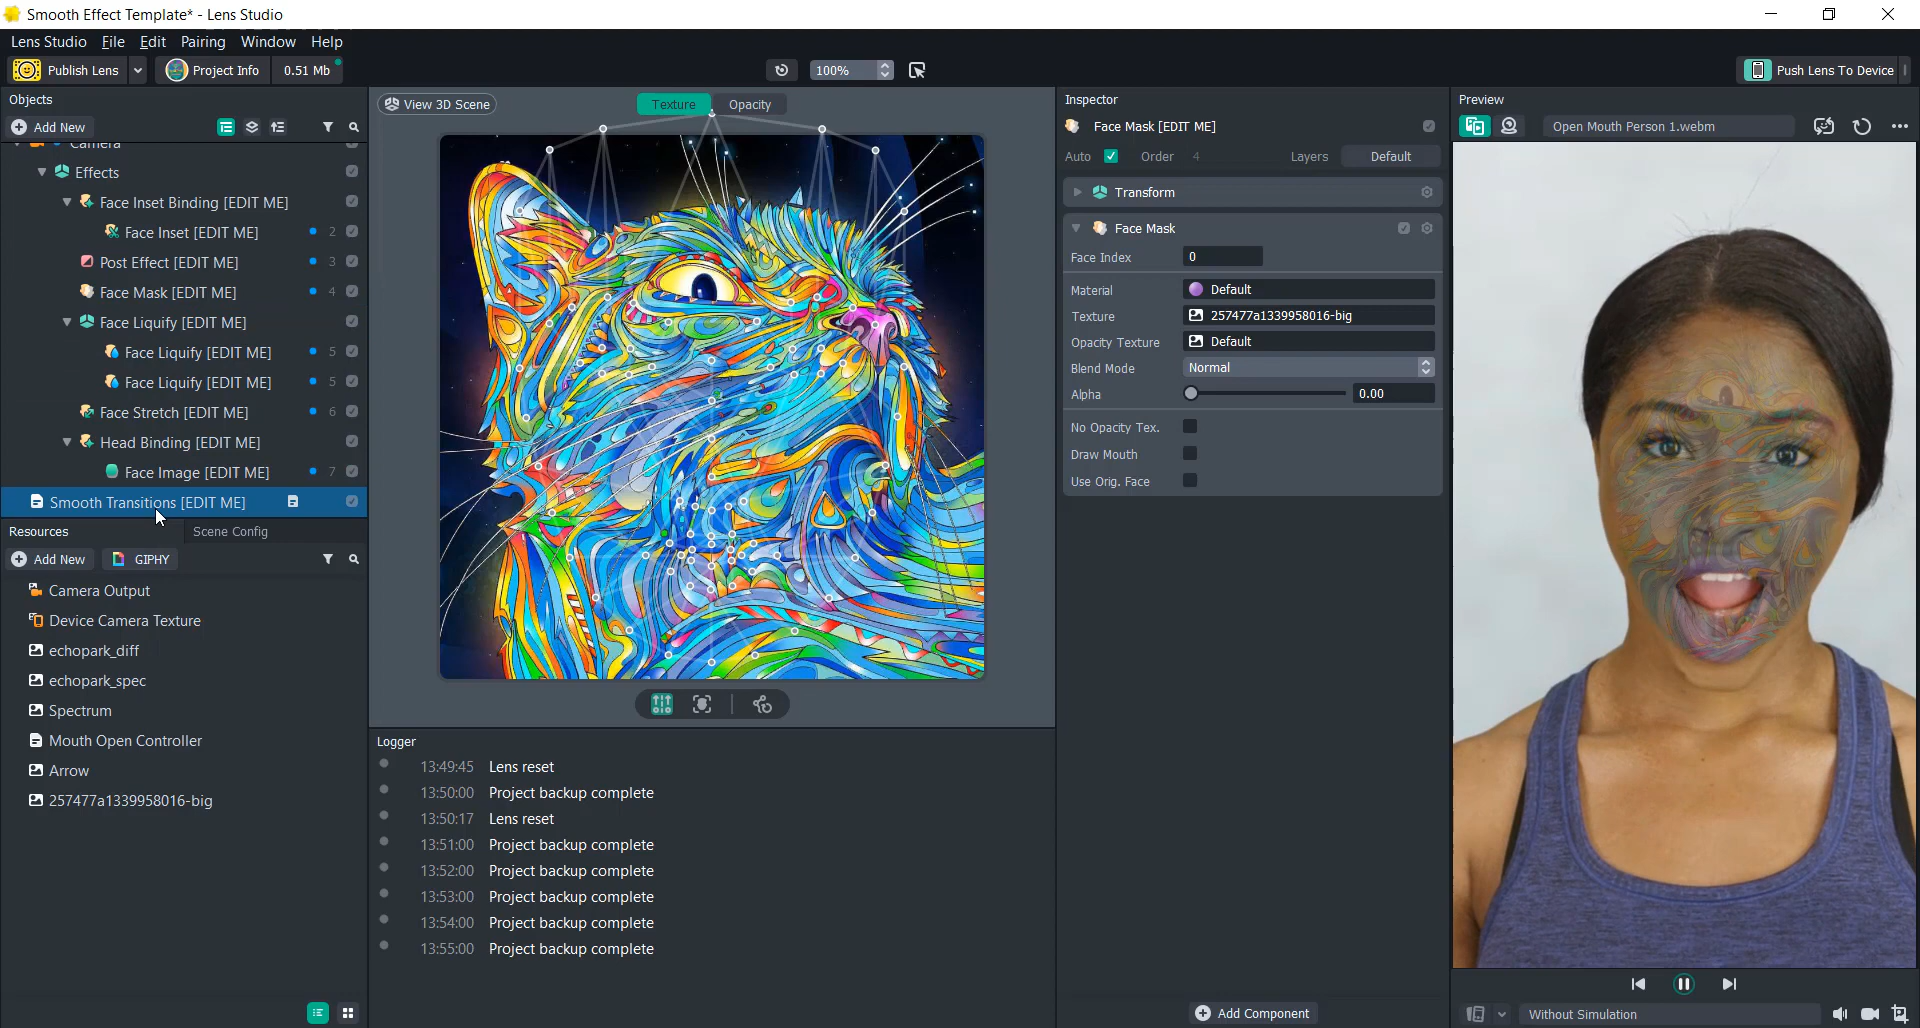 Smooth Effect Template* - Lens Studio
Lens Studio File Edit Pairing Window Help
Publish Lens
Project Info
0.51 Mb
100%
Push Lens To Device
Objects
Add New
Camera
Effects
Face Inset Binding [EDIT ME]
Face Inset [EDIT ME] 2
Post Effect [EDIT ME] 3
Face Mask [EDIT ME] 4
Face Liquify [EDIT ME]
Face Liquify [EDIT ME] 5
Face Liquify [EDIT ME] 5
Face Stretch [EDIT ME] 6
Head Binding [EDIT ME]
Face Image [EDIT ME] 7
Smooth Transitions [EDIT ME]
Resources
Scene Config
Add New
GIPHY
Camera Output
Device Camera Texture
echopark_diff
echopark_spec
Spectrum
Mouth Open Controller
Arrow
257477a1339958016-big
View 3D Scene
Texture
Opacity
Logger
13:49:45 Lens reset
13:50:00 Project backup complete
13:50:17 Lens reset
13:51:00 Project backup complete
13:52:00 Project backup complete
13:53:00 Project backup complete
13:54:00 Project backup complete
13:55:00 Project backup complete
Inspector
Face Mask [EDIT ME]
Auto Order 4 Layers Default
Transform
Face Mask
Face Index 0
Material Default
Texture 257477a1339958016-big
Opacity Texture Default
Blend Mode Normal
Alpha 0.00
No Opacity Tex.
Draw Mouth
Use Orig. Face
Add Component
Preview
Open Mouth Person 1.webm
Without Simulation